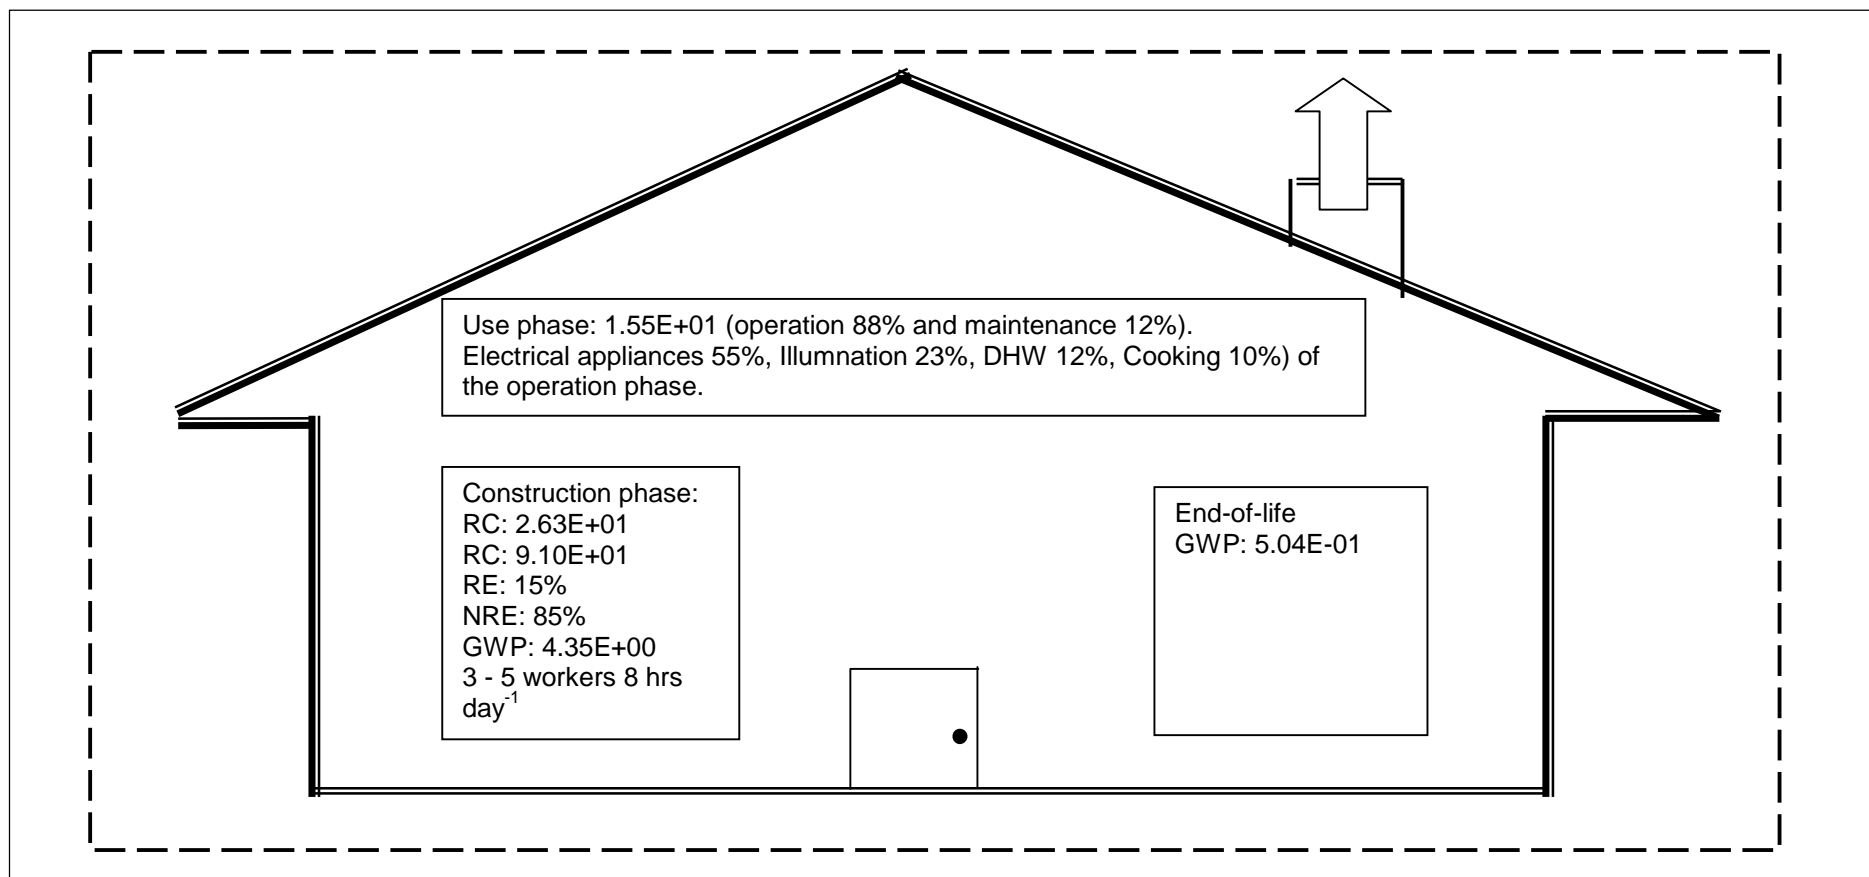 Use phase: 1.55E+01 (operation 88% and maintenance 12%).
Electrical appliances 55%, Illumnation 23%, DHW 12%, Cooking 10%) of
the operation phase.
Construction phase:
RC: 2.63E+01
RC: 9.10E+01
RE: 15%
NRE: 85%
GWP: 4.35E+00
3 - 5 workers 8 hrs
day⁻¹
End-of-life
GWP: 5.04E-01